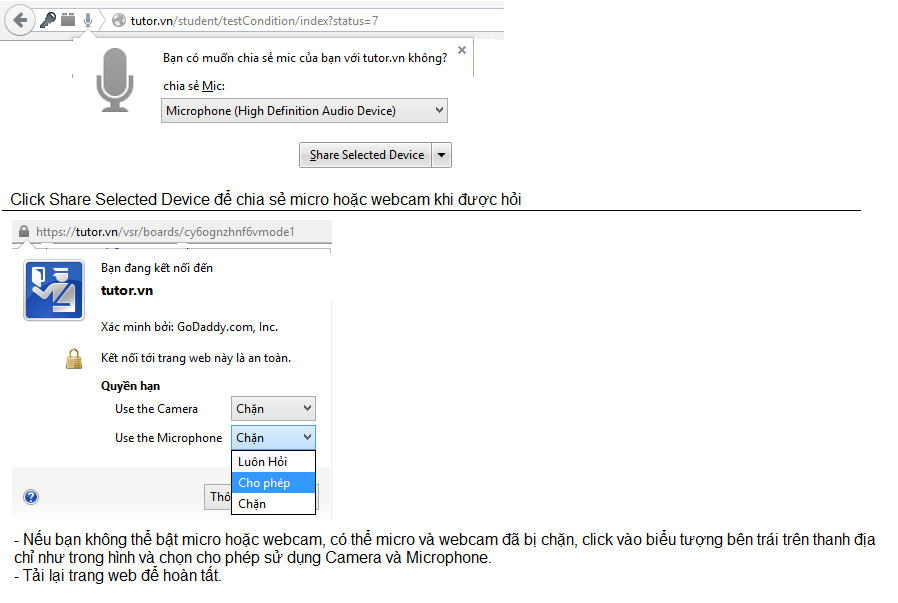 tutor.vn/student/testCondition/index?status=7
Bạn có muốn chia sẻ mic của bạn với tutor.vn không?
chia sẻ Mic:
Microphone (High Definition Audio Device)
Share Selected Device
Click Share Selected Device để chia sẻ micro hoặc webcam khi được hỏi
https://tutor.vn/vsr/boards/cy6ognzhnf6vmode1
Bạn đang kết nối đến
tutor.vn
Xác minh bởi: GoDaddy.com, Inc.
Kết nối tới trang web này là an toàn.
Quyền hạn
Use the Camera Chặn
Use the Microphone Chặn
Luôn Hỏi
Cho phép
Thô
Chặn
- Nếu bạn không thể bật micro hoặc webcam, có thể micro và webcam đã bị chặn, click vào biểu tượng bên trái trên thanh địa
chỉ như trong hình và chọn cho phép sử dụng Camera và Microphone.
- Tải lại trang web để hoàn tất.